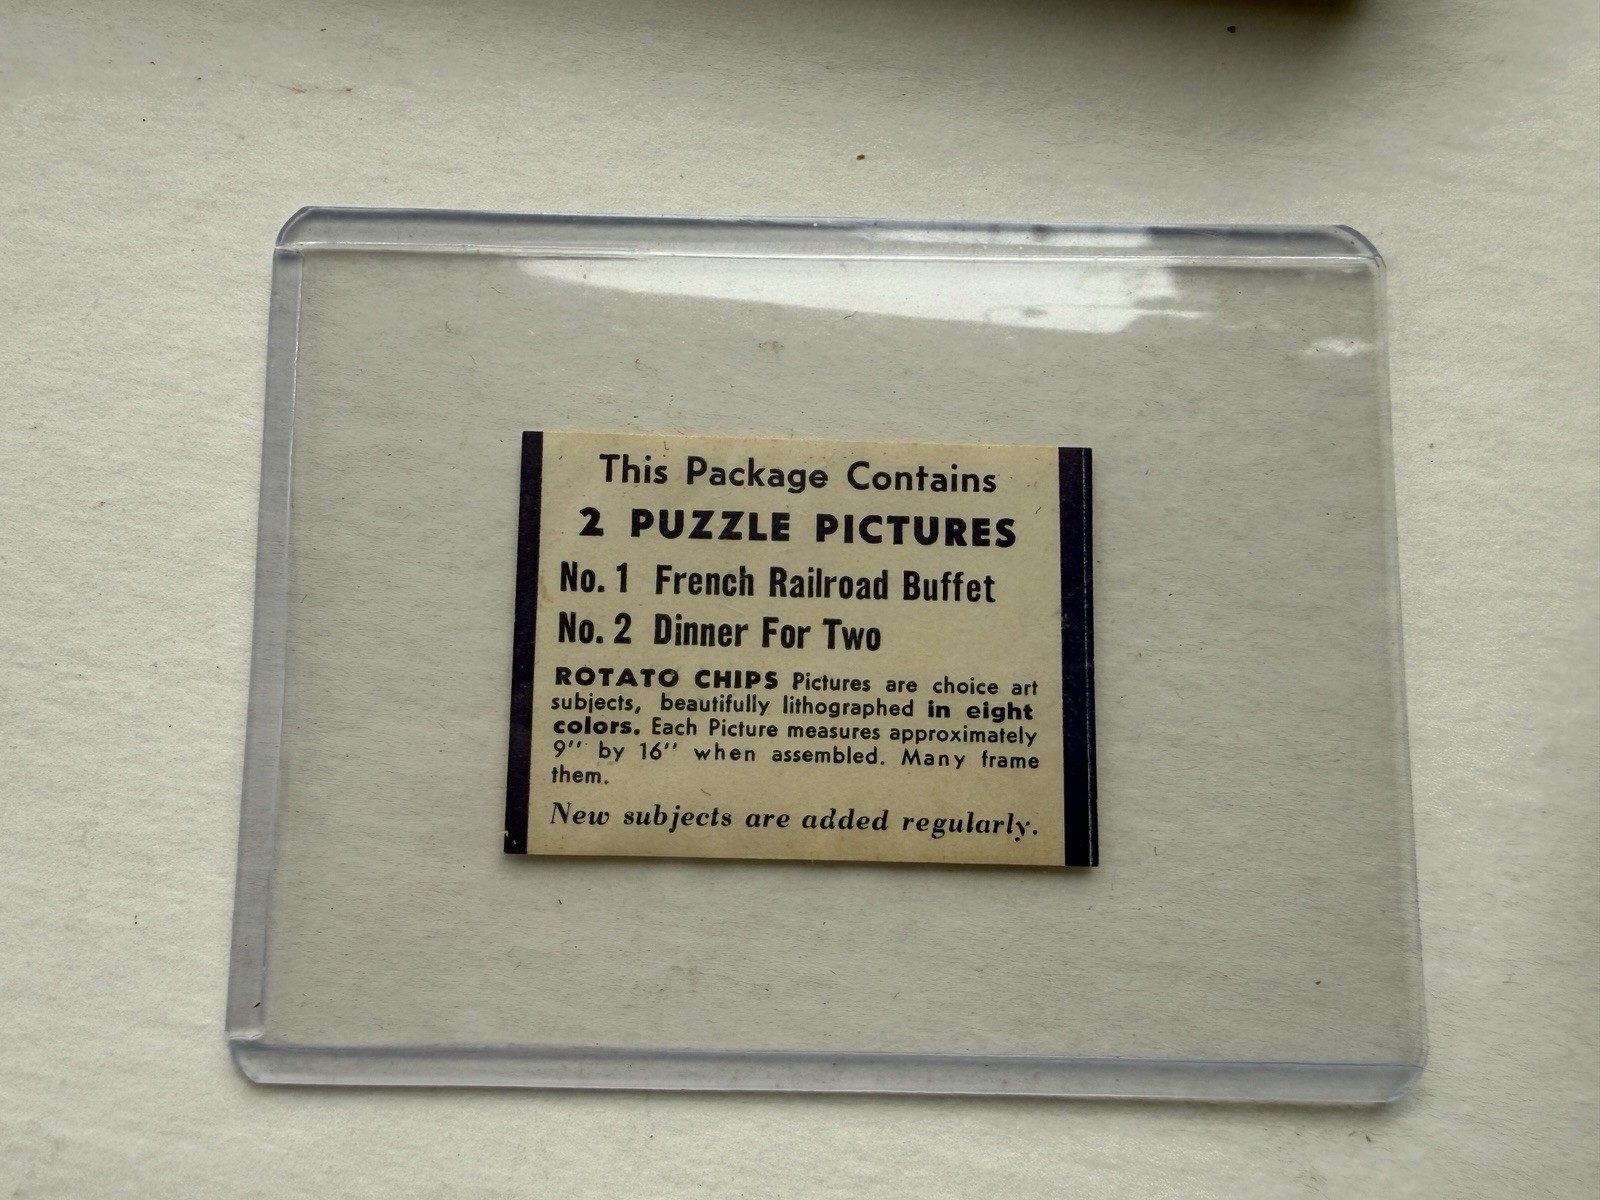 This Package Contains
2 PUZZLE PICTURES
No. 1 French Railroad Buffet
No. 2 Dinner For Two
ROTATO CHIPS Pictures are choice art
subjects, beautifully lithographed in eight
colors. Each Picture measures approximately
9" by 16" when assembled. Many frame
them.
New subjects are added regularly.